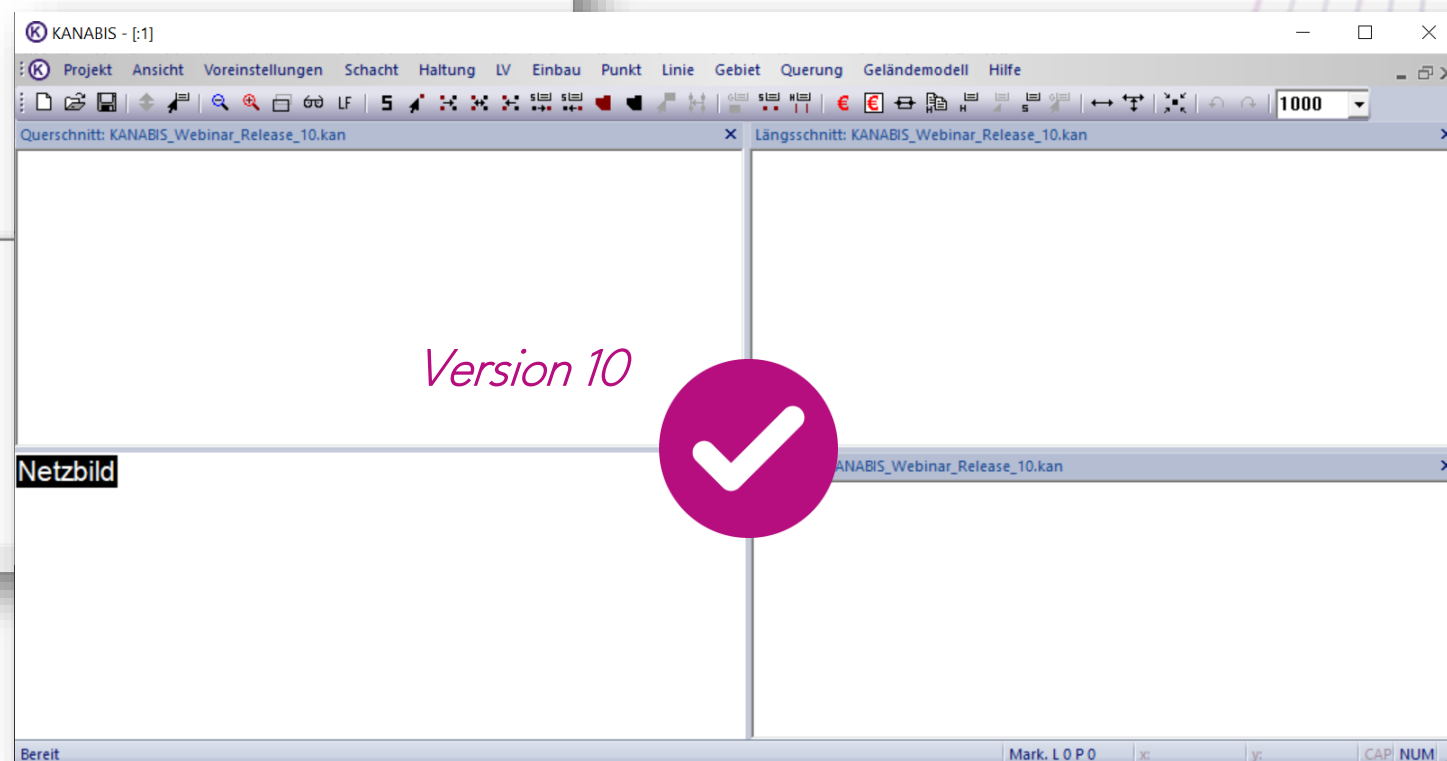 KANABIS - [:1]
Projekt Ansicht Voreinstellungen Schacht Haltung LV Einbau Punkt Linie Gebiet Querung Geländemodell Hilfe
LF S € € 1000
Querschnitt: KANABIS_Webinar_Release_10.kan
Längsschnitt: KANABIS_Webinar_Release_10.kan
Version 10
Netzbild
ANABIS_Webinar_Release_10.kan
Bereit
Mark. L 0 P 0 x: y: CAP NUM